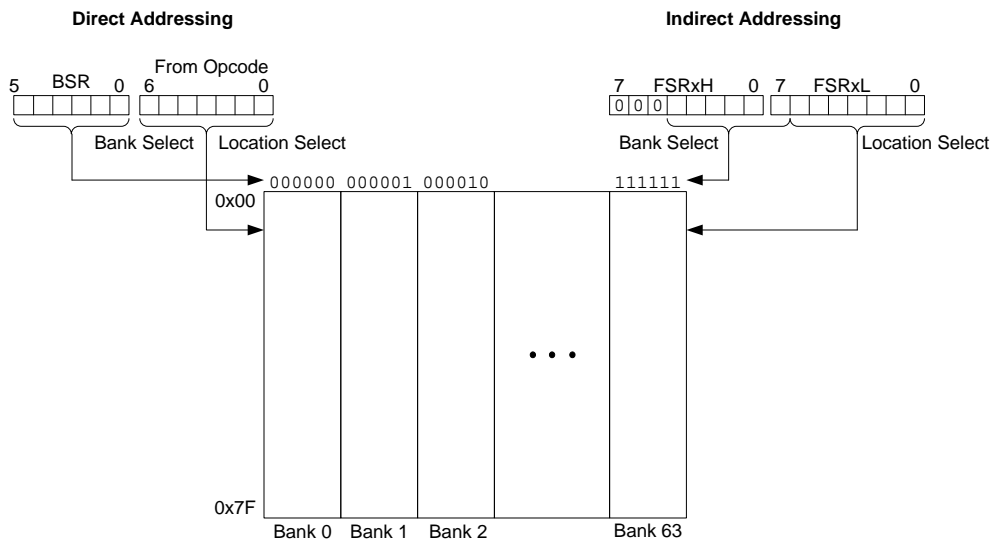 Direct Addressing
Indirect Addressing
5 BSR 0 6 From Opcode 0
7 FSRxH 0 7 FSRxL 0
0 0 0
Bank Select Location Select
Bank Select Location Select
000000 000001 000010 111111
0x00
0x7F
Bank 0 Bank 1 Bank 2 Bank 63